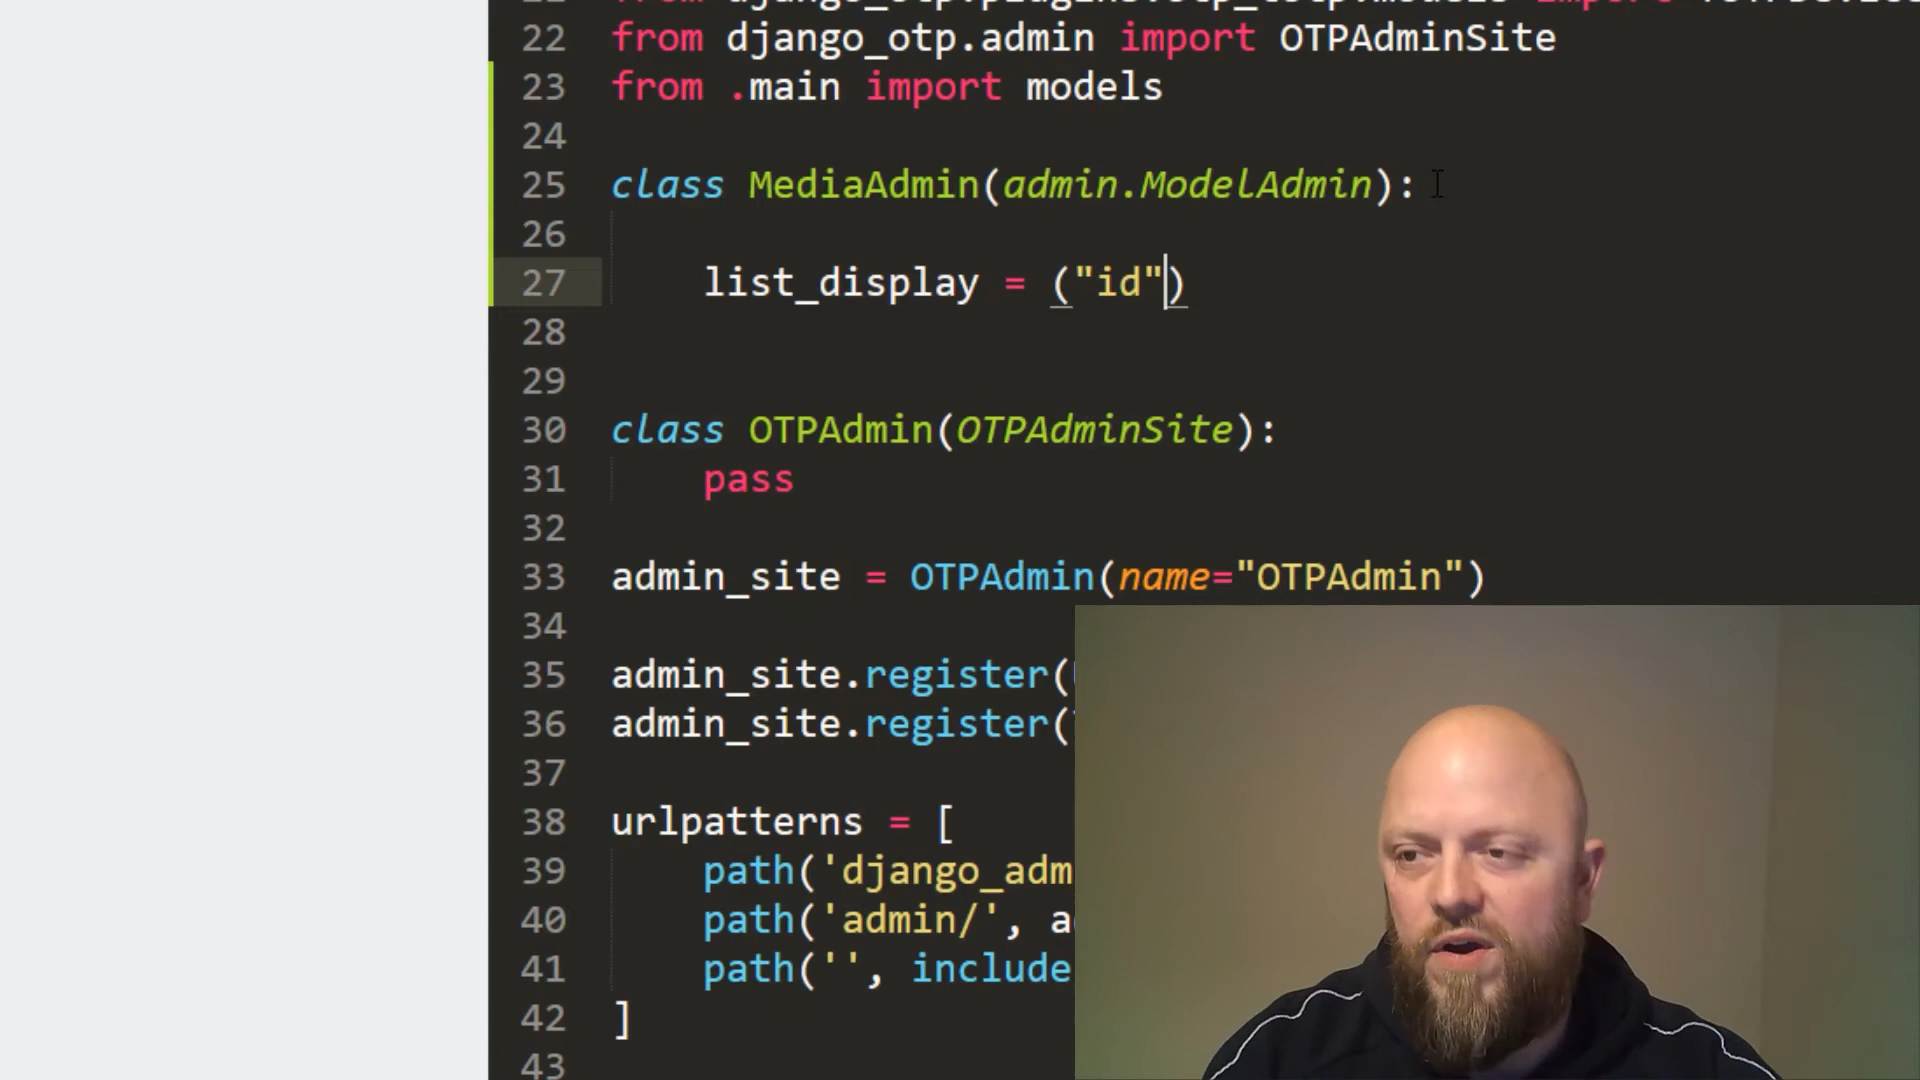 22 from django_otp.admin import OTPAdminSite
23 from .main import models
24
25 class MediaAdmin(admin.ModelAdmin):
26
27 list_display = ("id")
28
29
30 class OTPAdmin(OTPAdminSite):
31 pass
32
33 admin_site = OTPAdmin(name="OTPAdmin")
34
35 admin_site.register(
36 admin_site.register(
37
38 urlpatterns = [
39 path('django_adm
40 path('admin/', a
41 path('', include
42 ]
43